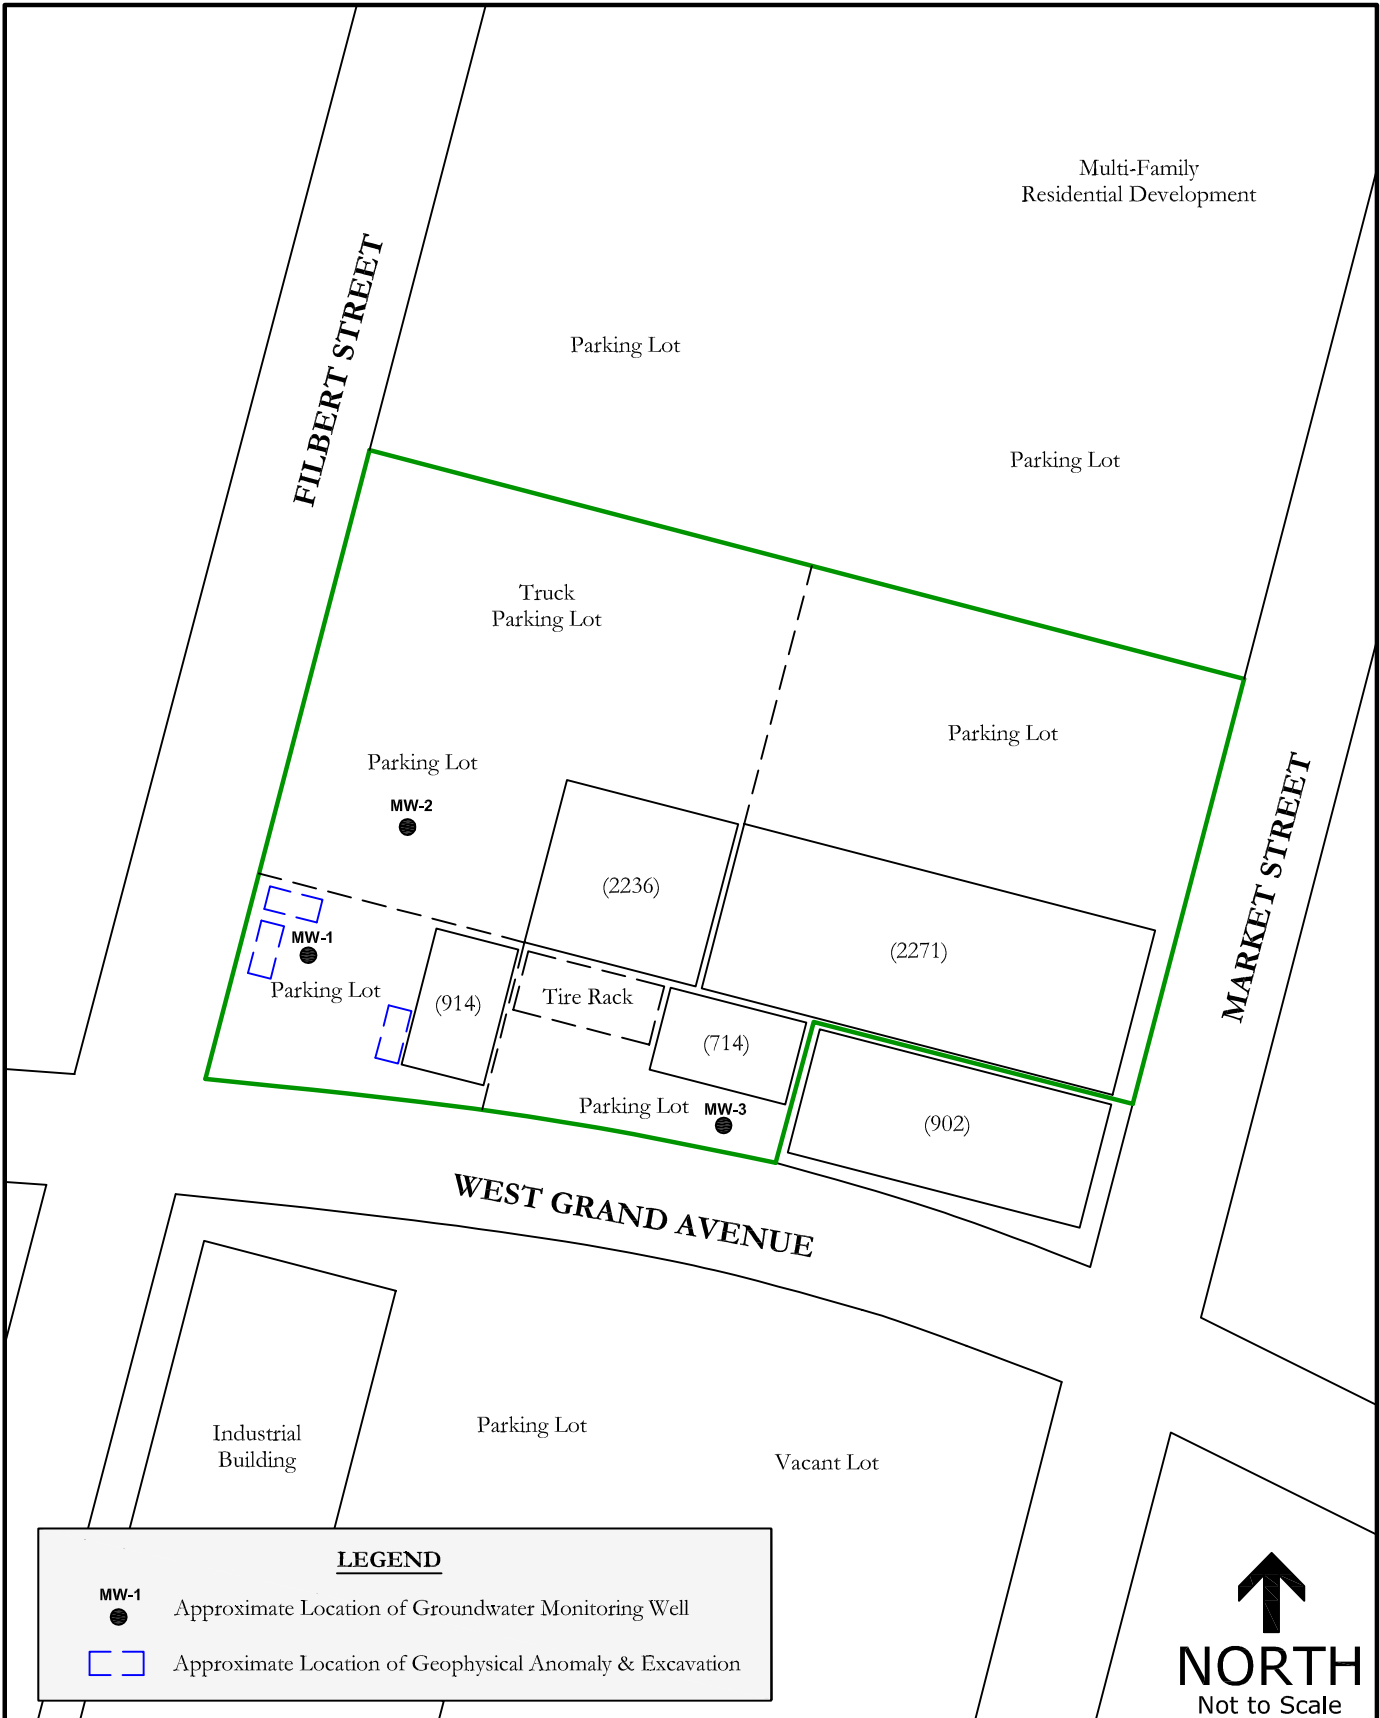 Multi-Family
Residential Development
FILBERT STREET
Parking Lot
Parking Lot
Truck
Parking Lot
Parking Lot
Parking Lot
MW-2
MARKET STREET
(2236)
MW-1
(2271)
Parking Lot
(914)
Tire Rack
(714)
Parking Lot
MW-3
(902)
WEST GRAND AVENUE
Industrial
Building
Parking Lot
Vacant Lot
LEGEND
MW-1
Approximate Location of Groundwater Monitoring Well
Approximate Location of Geophysical Anomaly & Excavation
NORTH
Not to Scale